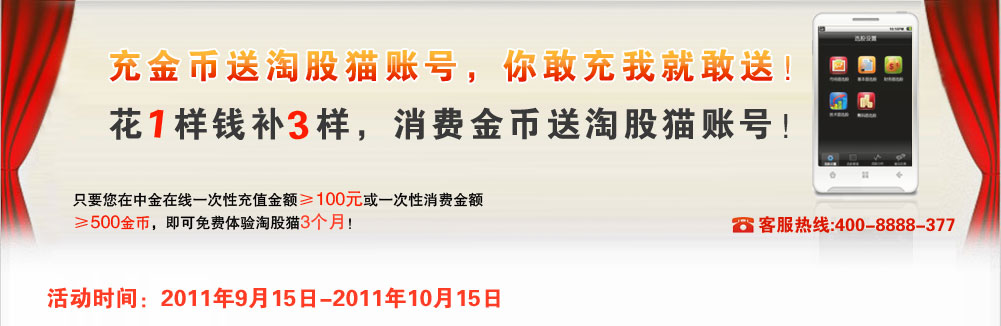 充金币送淘股猫账号，你敢充我就敢送！
花1样钱补3样，消费金币送淘股猫账号！
只要您在中金在线一次性充值金额≥100元或一次性消费金额
≥500金币，即可免费体验淘股猫3个月！
客服热线:400-8888-377
活动时间：2011年9月15日-2011年10月15日
选股设置